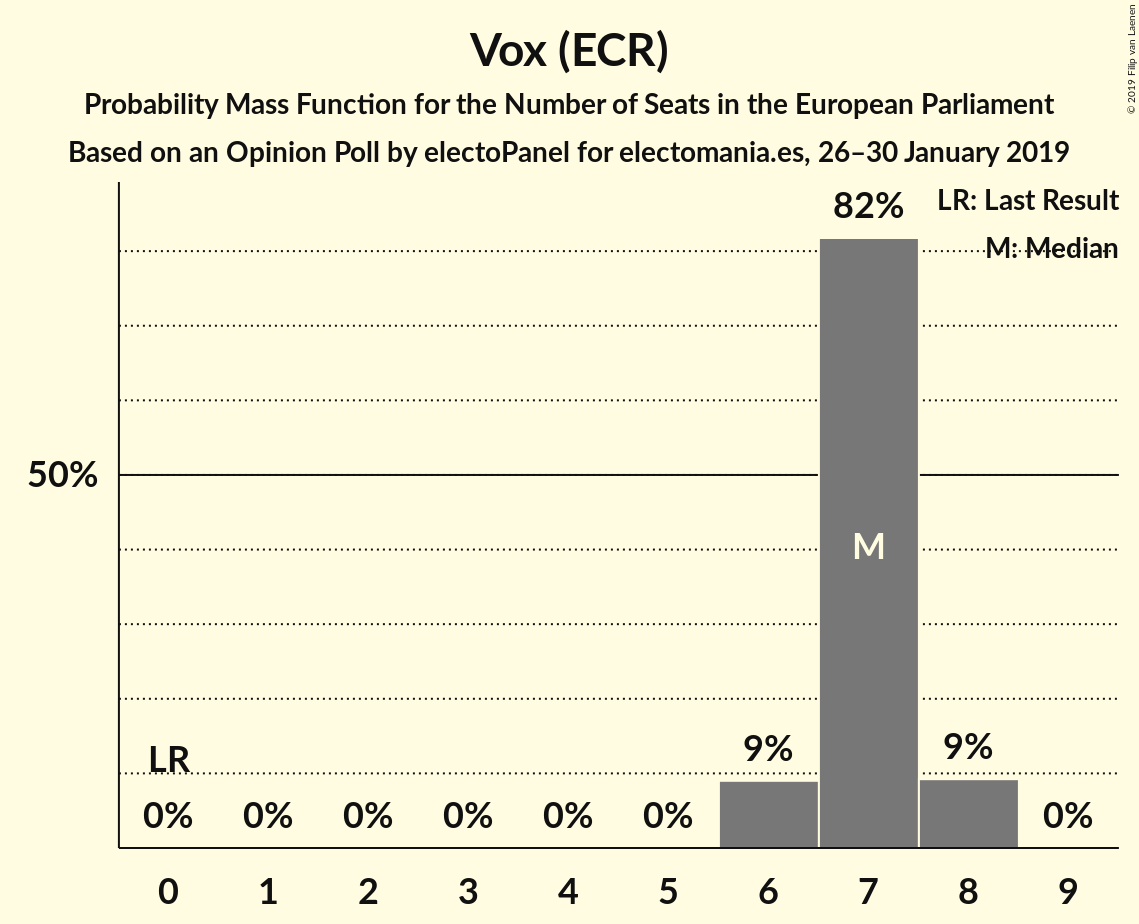 Vox (ECR)
Probability Mass Function for the Number of Seats in the European Parliament
Based on an Opinion Poll by electoPanel for electomania.es, 26–30 January 2019
© 2019 Filip van Laenen
LR: Last Result
M: Median
82%
50%
M
LR
9%
9%
0% 0% 0% 0% 0% 0% 0%
0 1 2 3 4 5 6 7 8 9